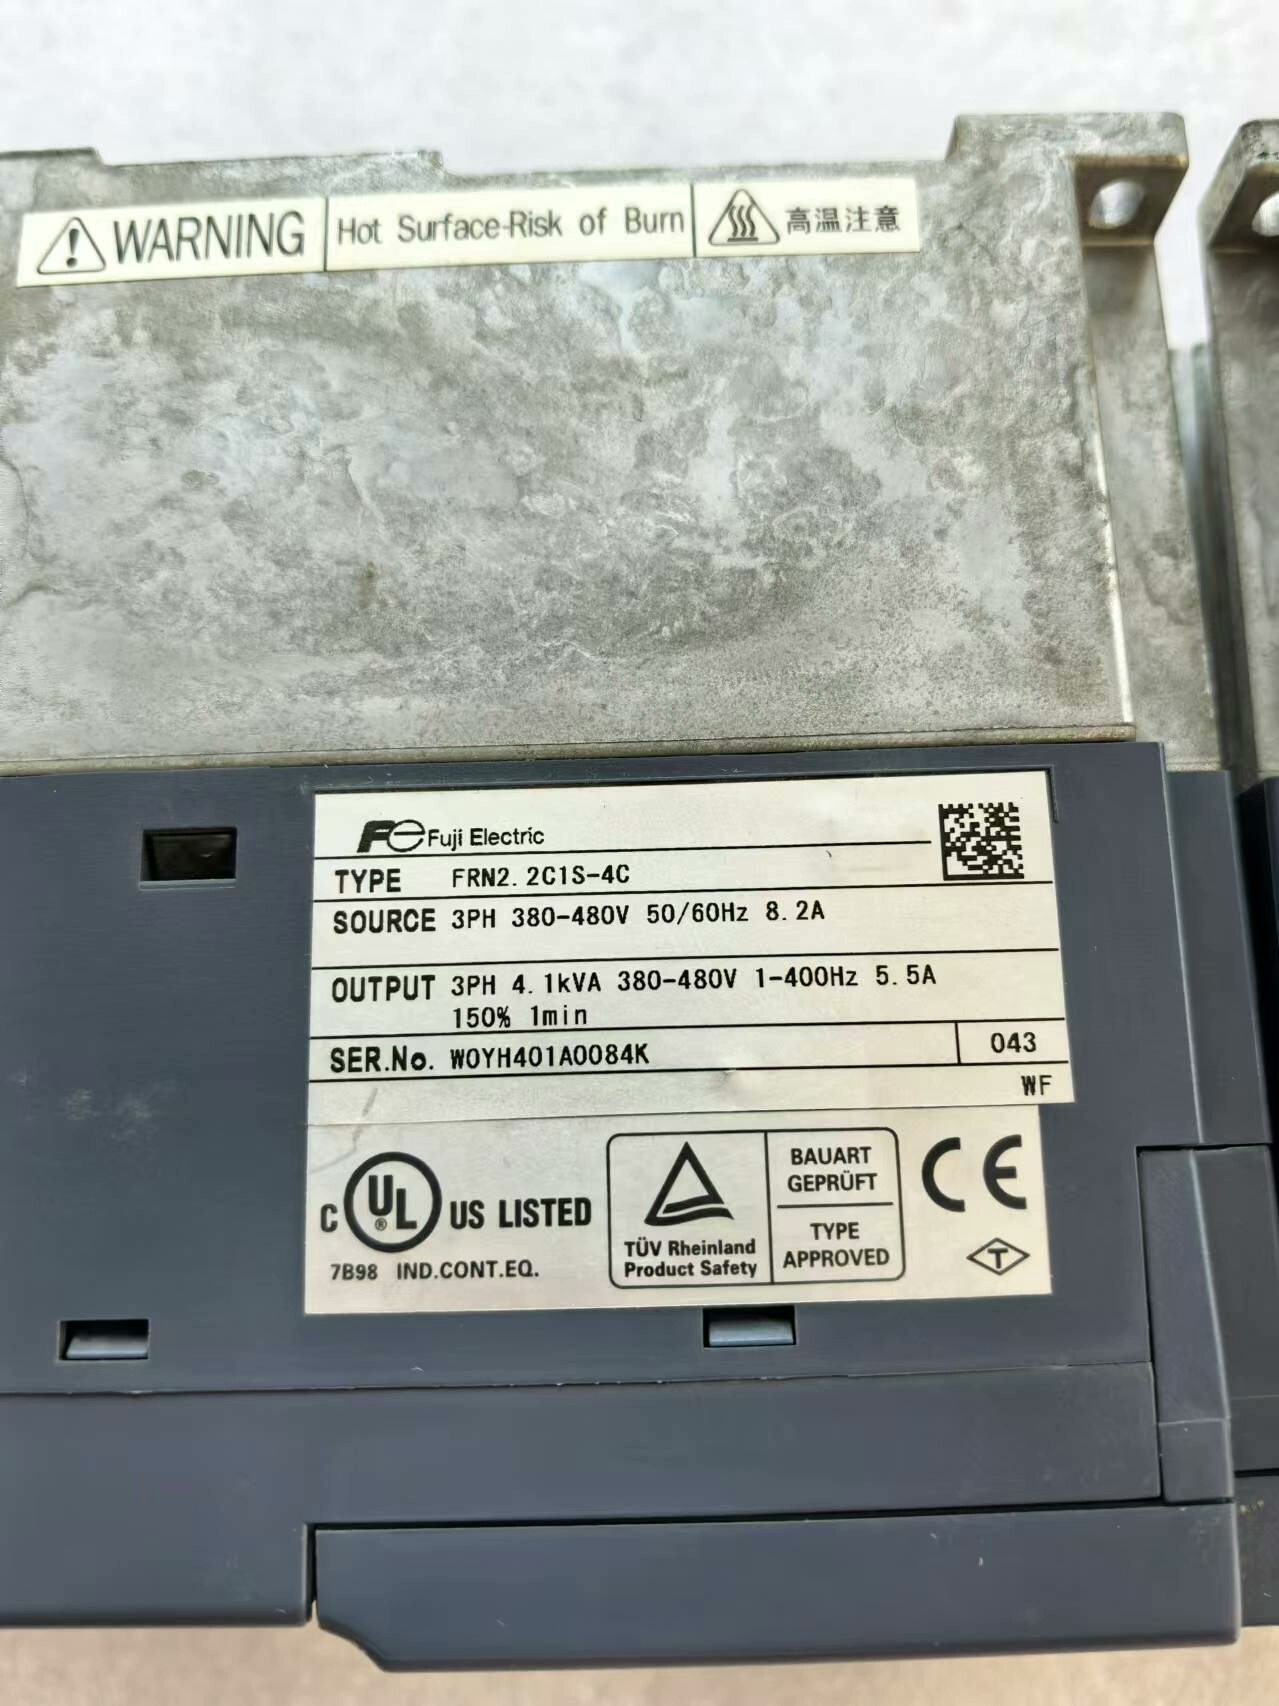 WARNING Hot Surface-Risk of Burn 高温注意
Fe Fuji Electric
TYPE FRN2.2C1S-4C
SOURCE 3PH 380-480V 50/60Hz 8.2A
OUTPUT 3PH 4.1kVA 380-480V 1-400Hz 5.5A
150% 1min
SER.No. W0YH401A0084K 043
WF
C UL ® US LISTED
7B98 IND.CONT.EQ.
TÜV Rheinland
Product Safety
BAUART
GEPRÜFT
TYPE
APPROVED
CE
T